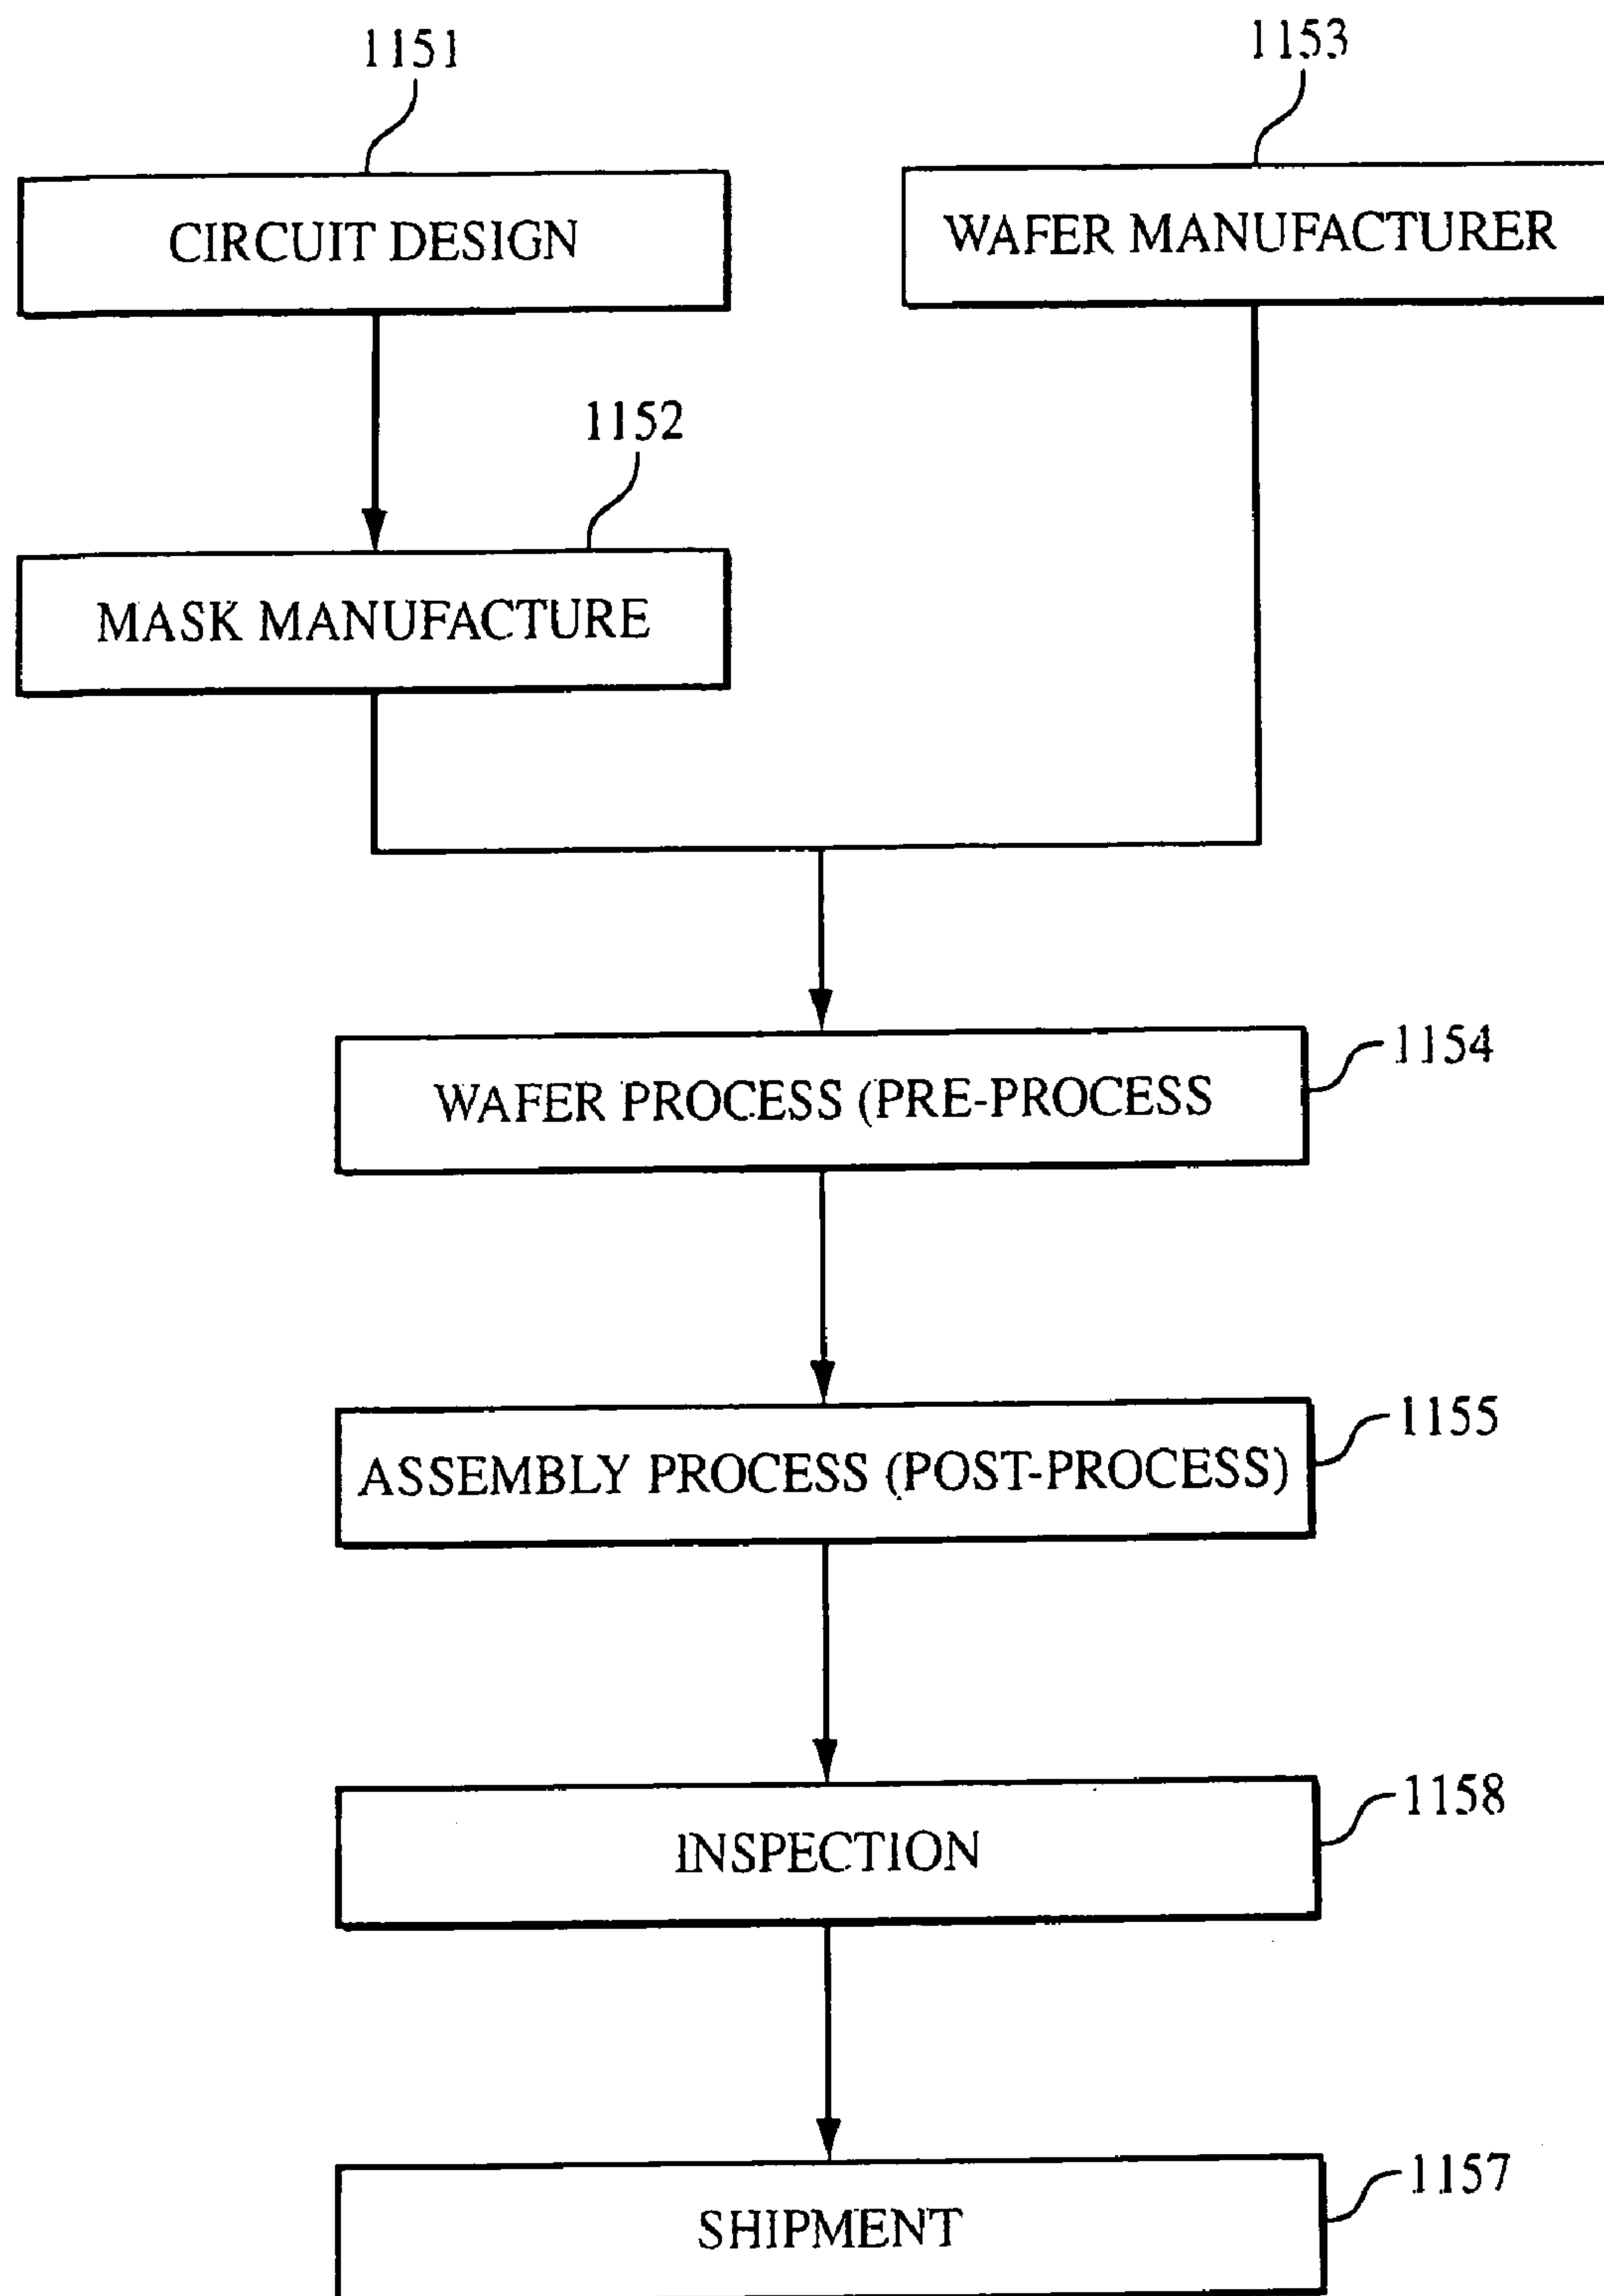 1151
CIRCUIT DESIGN
1153
WAFER MANUFACTURER
1152
MASK MANUFACTURE
1154
WAFER PROCESS (PRE-PROCESS
1155
ASSEMBLY PROCESS (POST-PROCESS)
1158
INSPECTION
1157
SHIPMENT